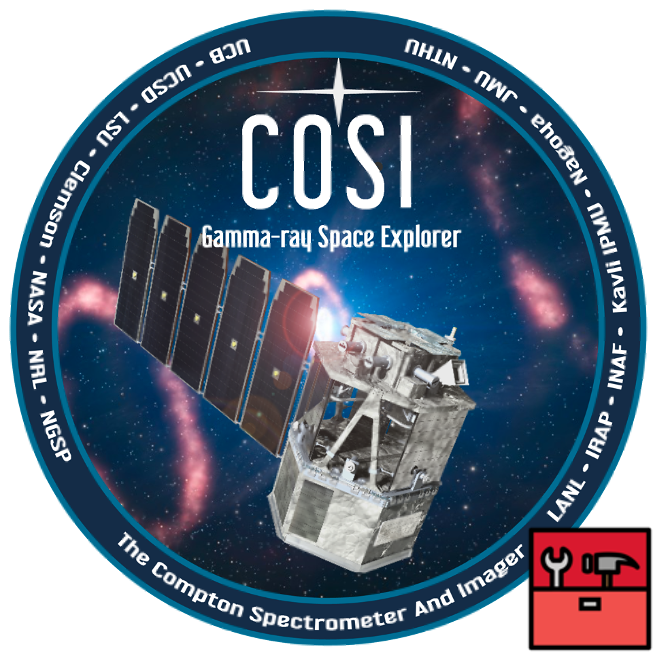 COSI
Gamma-ray Space Explorer
UCB • UCSD • LSU • Clemson • NASA • NRL • NGSP
The Compton Spectrometer And Imager
LANL • IRAP • INAF • Kavli IPMU • Nagoya • JMU • NTHU